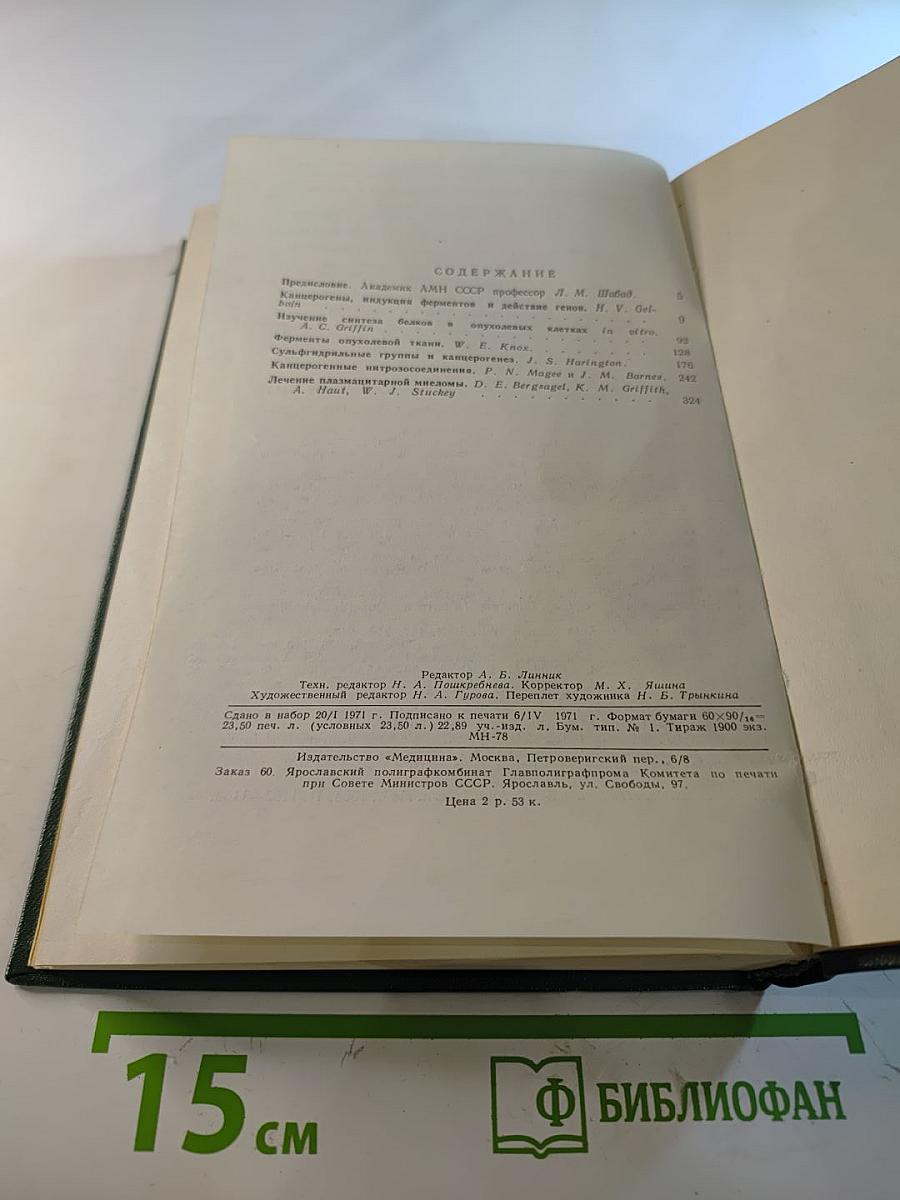 СОДЕРЖАНИЕ
Предисловие. Академик АМН СССР профессор Л. М. Шабад. 5
Канцерогены, индукция ферментов и действие генов. H. V. Gel-
boin . . . . . . . . . . . . . . . . . 9
Изучение синтеза белков в опухолевых клетках in vitro.
A. C. Griffin . . . . . . . . . . . . . . . 92
Ферменты опухолевой ткани. W. E. Knox. . . . . . . 128
Сульфгидрильные группы и канцерогенез. J. S. Harington. 176
Канцерогенные нитрозосоединения. P. N. Magee и J. M. Barnes. 242
Лечение плазмацитарной миеломы. D. E. Bergsagel, K. M. Griffith,
A. Haut, W. J. Stuckey . . . . . . . . . . 324
Редактор А. Б. Линник
Техн. редактор Н. А. Пошкребнева. Корректор М. Х. Яшина
Художественный редактор Н. А. Гурова. Переплет художника Н. Б. Трынкина
Сдано в набор 20/I 1971 г. Подписано к печати 6/IV 1971 г. Формат бумаги 60×90/16=
23,50 печ. л. (условных 23,50 л.) 22,89 уч.-изд. л. Бум. тип. № 1. Тираж 1900 экз.
МН-78
Издательство «Медицина». Москва, Петроверигский пер., 6/8
Заказ 60. Ярославский полиграфкомбинат Главполиграфпрома Комитета по печати
при Совете Министров СССР. Ярославль, ул. Свободы, 97.
Цена 2 р. 53 к.
15 см
Ф БИБЛИОФАН